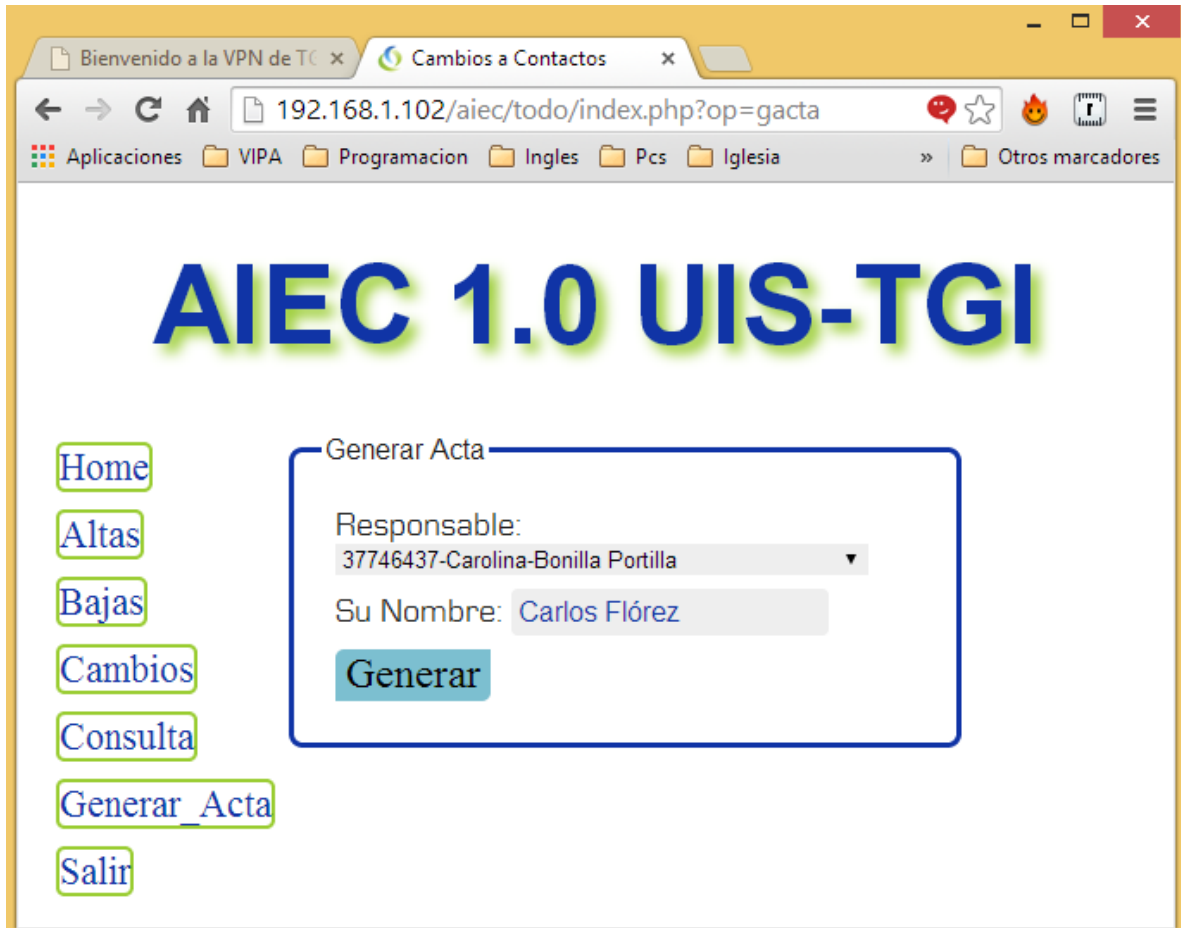 Bienvenido a la VPN de TG
Cambios a Contactos
192.168.1.102/aiec/todo/index.php?op=gacta
Aplicaciones VIPA Programacion Ingles Pcs Iglesia » Otros marcadores
AIEC 1.0 UIS-TGI
Home
Altas
Bajas
Cambios
Consulta
Generar_Acta
Salir
Generar Acta
Responsable:
37746437-Carolina-Bonilla Portilla
Su Nombre: Carlos Flórez
Generar